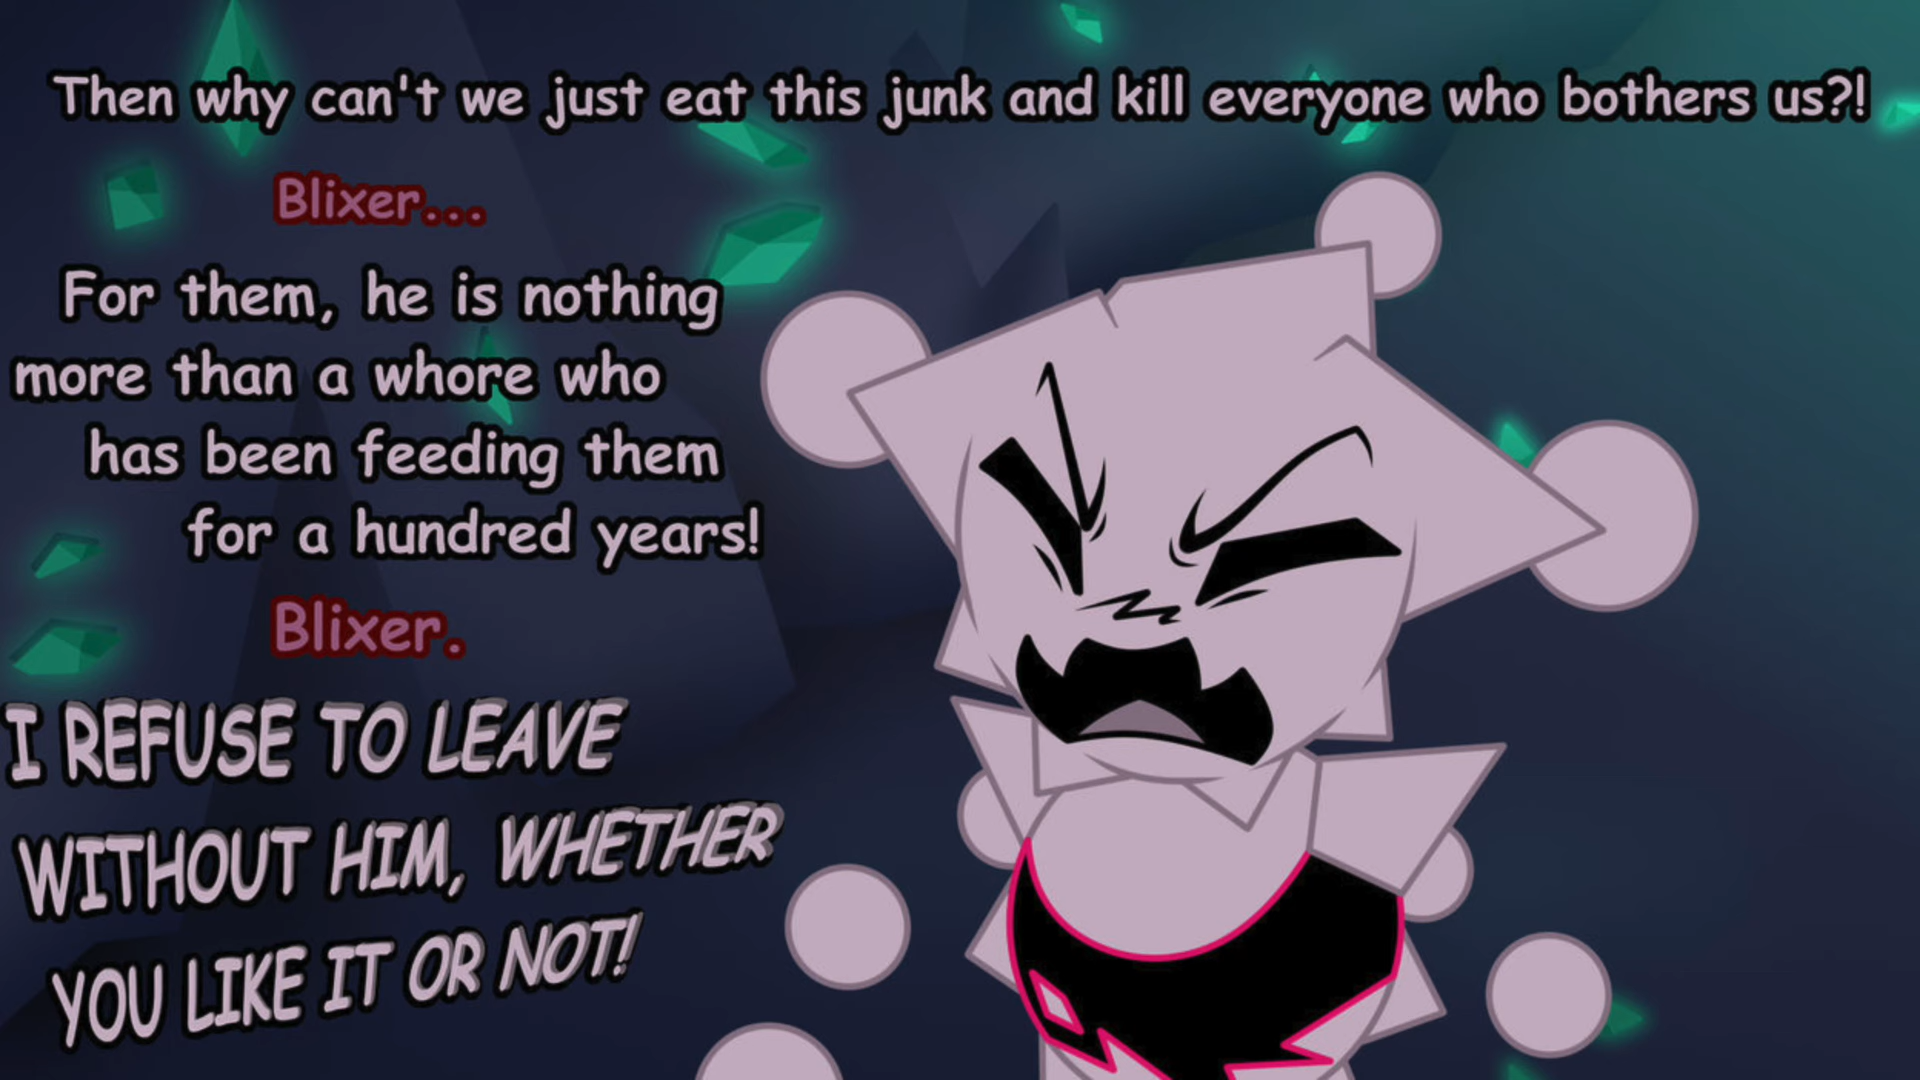 Then why can't we just eat this junk and kill everyone who bothers us?!
Blixer...
For them, he is nothing
more than a whore who
has been feeding them
for a hundred years!
Blixer.
I REFUSE TO LEAVE
WITHOUT HIM, WHETHER
YOU LIKE IT OR NOT!